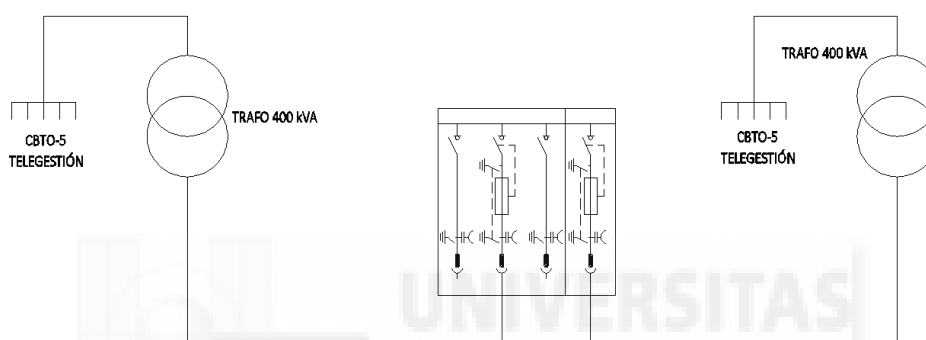 TRAFO 400 kVA
TRAFO 400 kVA
CBTO-5
TELEGESTIÓN
CBTO-5
TELEGESTIÓN
UNIVERSITAS